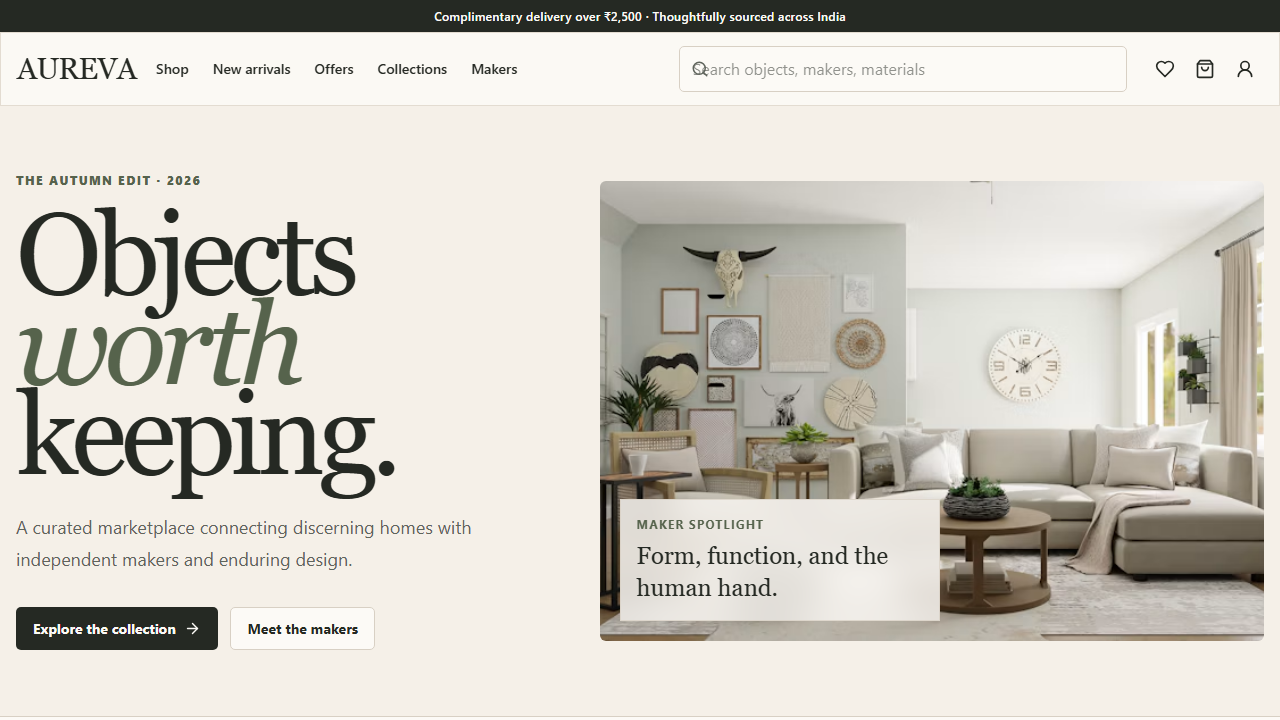 Complimentary delivery over ₹2,500 · Thoughtfully sourced across India
AUREVA
Shop
New arrivals
Offers
Collections
Makers
Search objects, makers, materials
THE AUTUMN EDIT · 2026
Objects
worth
keeping.
A curated marketplace connecting discerning homes with
independent makers and enduring design.
Explore the collection →
Meet the makers
MAKER SPOTLIGHT
Form, function, and the
human hand.